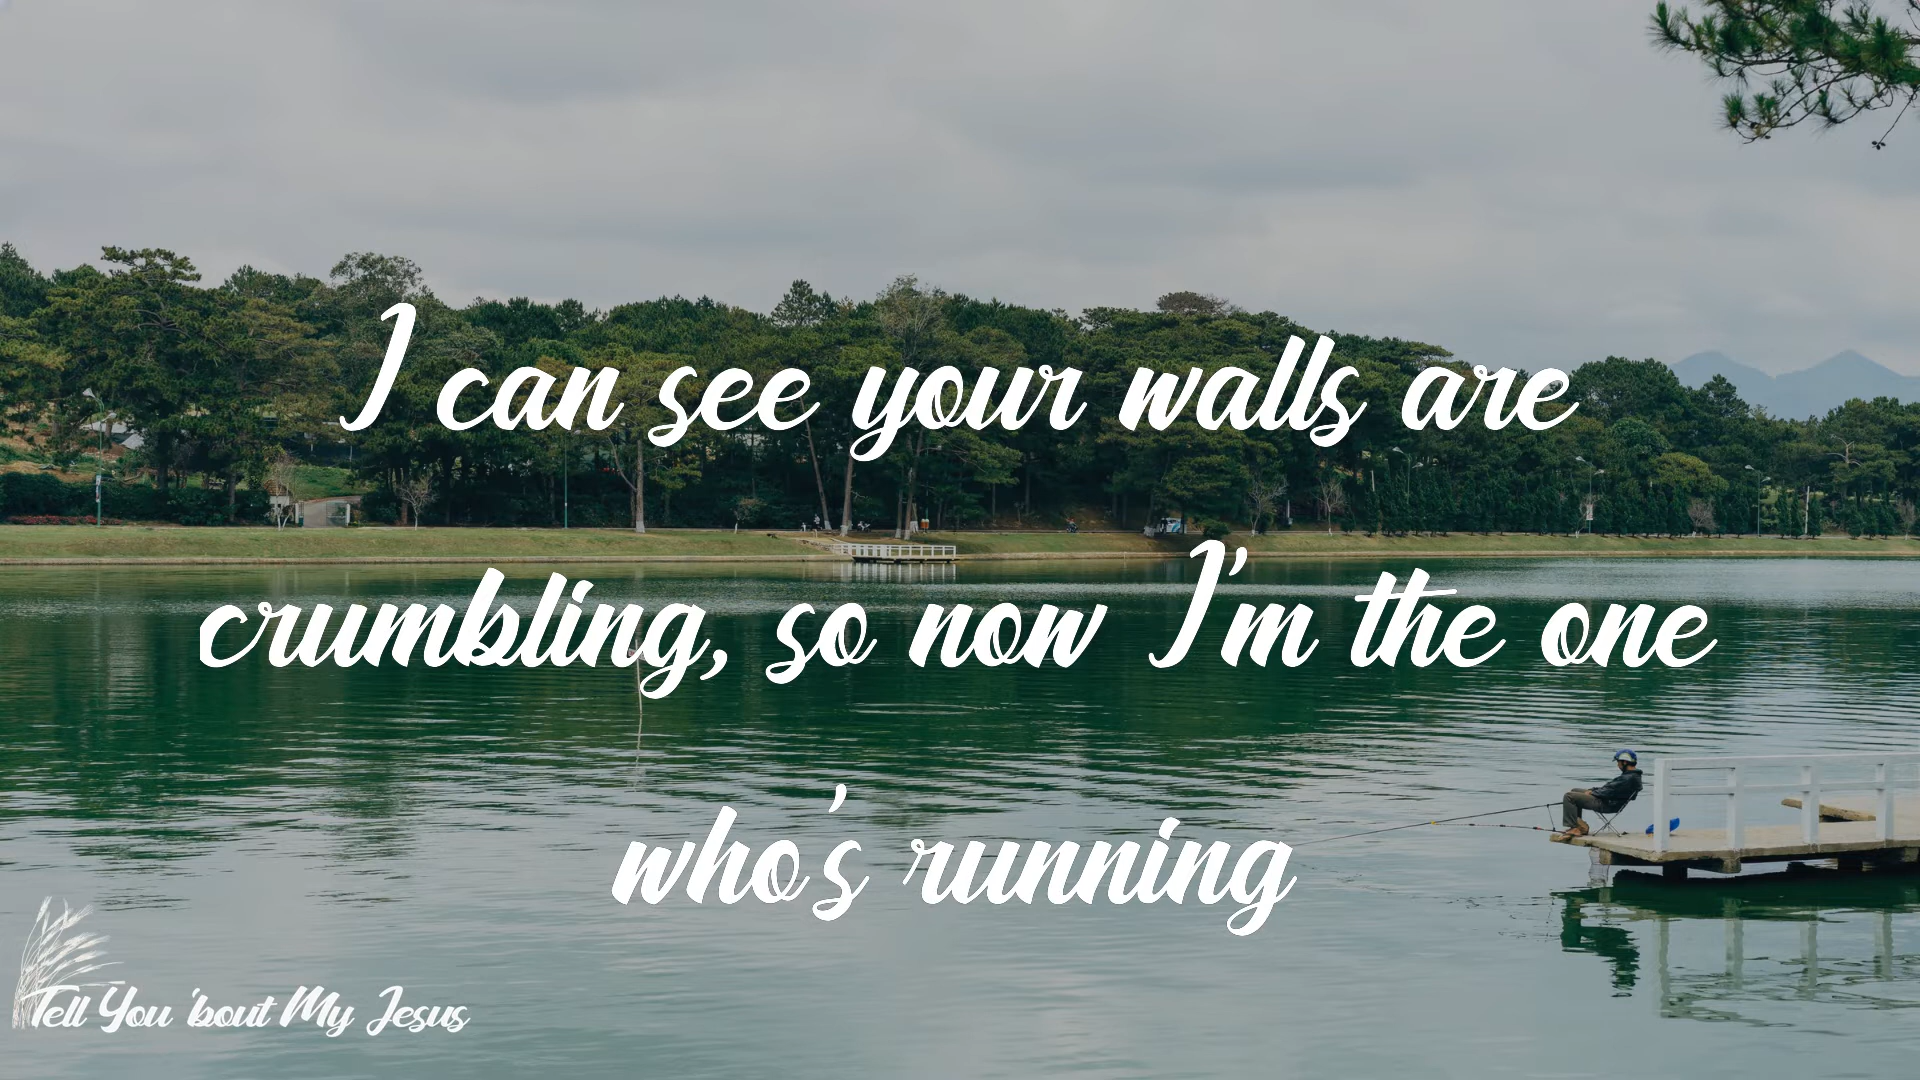 I can see your walls are
crumbling, so now I'm the one
who's running
Tell You 'bout My Jesus